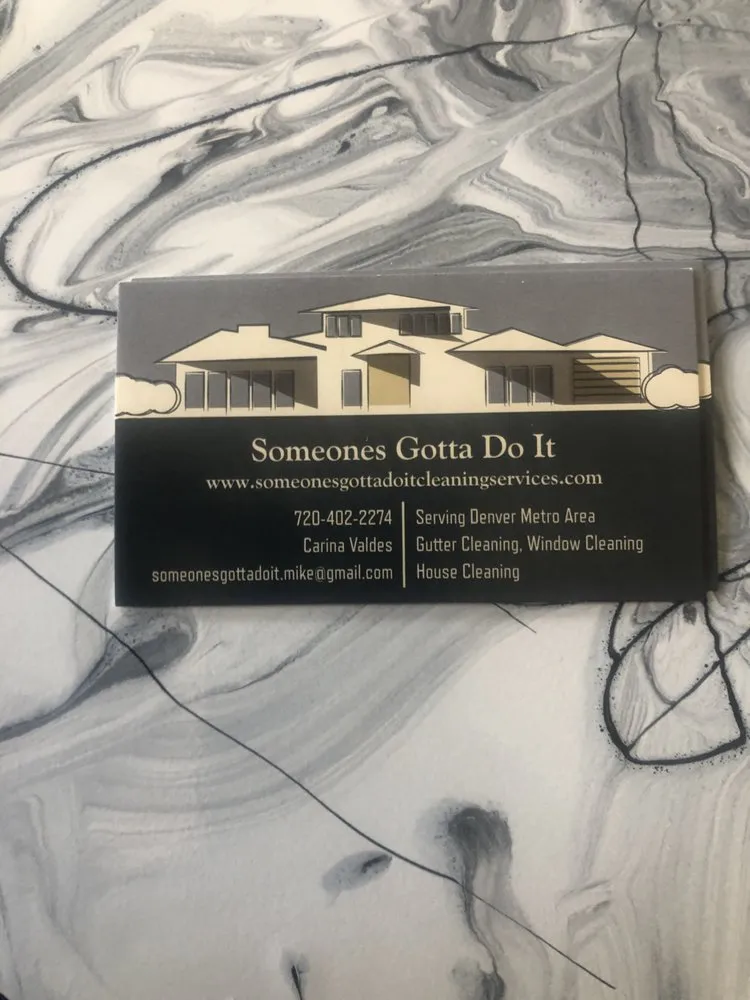 Someones Gotta Do It
www.someonesgottadoitcleaningservices.com
720-402-2274
Carina Valdes
someonesgottadoit.mike@gmail.com
Serving Denver Metro Area
Gutter Cleaning, Window Cleaning
House Cleaning